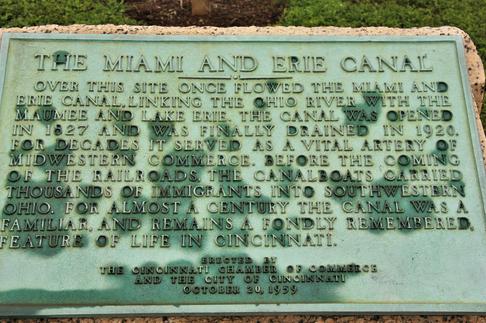 THE MIAMI AND ERIE CANAL
OVER THIS SITE ONCE FLOWED THE MIAMI AND
ERIE CANAL, LINKING THE OHIO RIVER WITH THE
MAUMEE AND LAKE ERIE. THE CANAL WAS OPENED
IN 1827 AND WAS FINALLY DRAINED IN 1920.
FOR DECADES IT SERVED AS A VITAL ARTERY OF
MIDWESTERN COMMERCE. BEFORE THE COMING
OF THE RAILROADS, THE CANALBOATS CARRIED
THOUSANDS OF IMMIGRANTS INTO SOUTHWESTERN
OHIO. FOR ALMOST A CENTURY THE CANAL WAS A
FAMILIAR, AND REMAINS A FONDLY REMEMBERED,
FEATURE OF LIFE IN CINCINNATI.
ERECTED BY
THE CINCINNATI CHAMBER OF COMMERCE
AND THE CITY OF CINCINNATI
OCTOBER 20, 1959